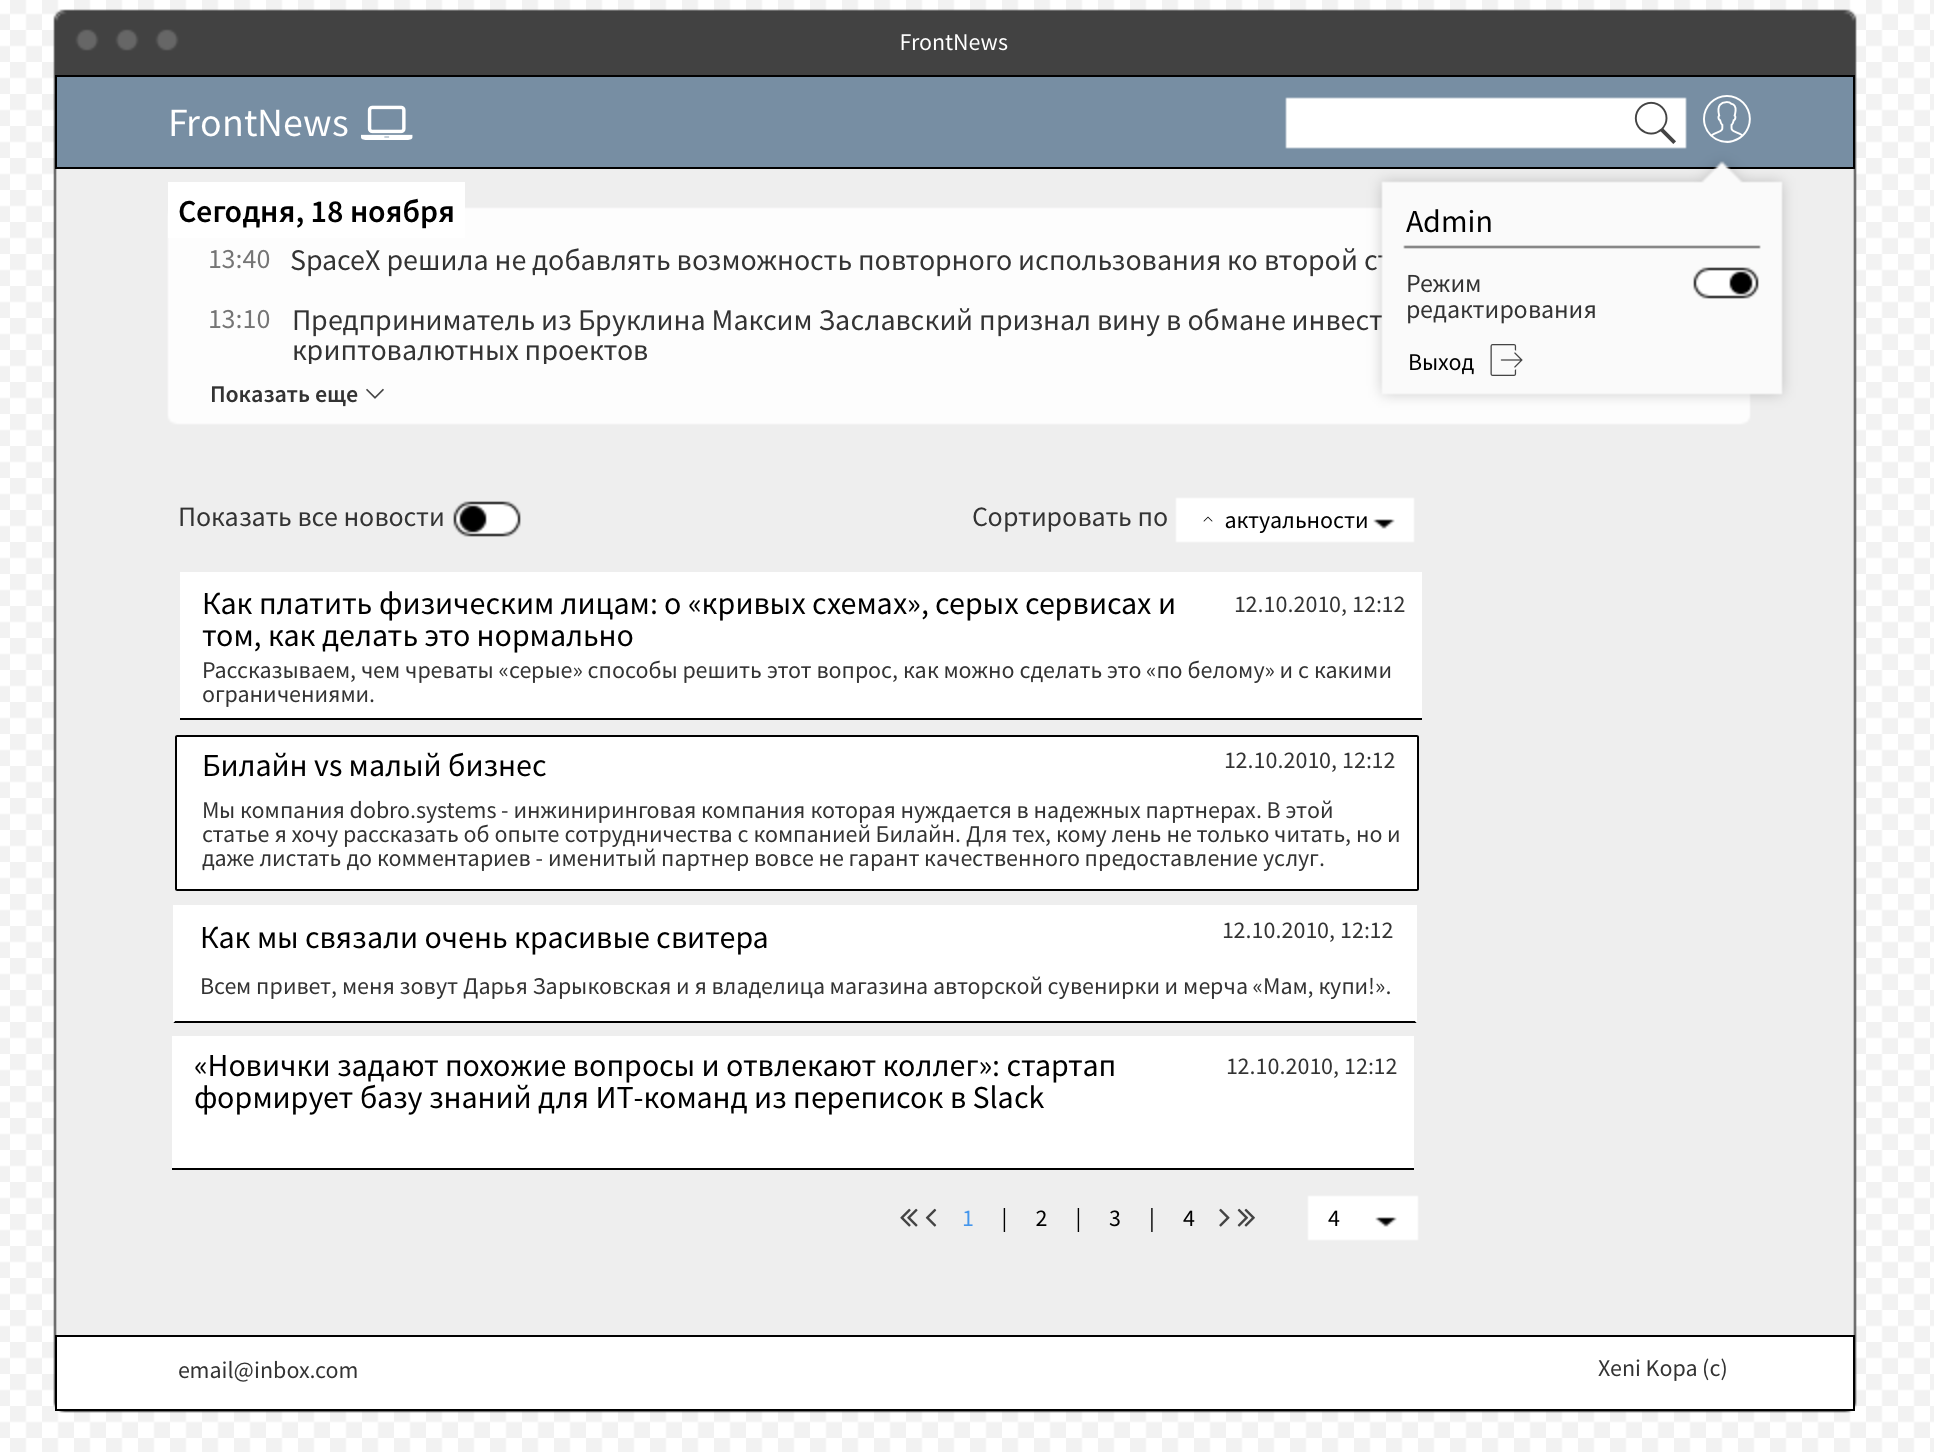 FrontNews
FrontNews
Сегодня, 18 ноября
13:40 SpaceX решила не добавлять возможность повторного использования ко второй
13:10 Предприниматель из Бруклина Максим Заславский признал вину в обмане инвест
криптовалютных проектов
Показать еще
Admin
Режим
редактирования
Выход
Показать все новости
Сортировать по ^ актуальности
Как платить физическим лицам: о «кривых схемах», серых сервисах и 12.10.2010, 12:12
том, как делать это нормально
Рассказываем, чем чреваты «серые» способы решить этот вопрос, как можно сделать это «по белому» и с какими
ограничениями.
Билайн vs малый бизнес 12.10.2010, 12:12
Мы компания dobro.systems - инжиниринговая компания которая нуждается в надежных партнерах. В этой
статье я хочу рассказать об опыте сотрудничества с компанией Билайн. Для тех, кому лень не только читать, но и
даже листать до комментариев - именитый партнер вовсе не гарант качественного предоставление услуг.
Как мы связали очень красивые свитера 12.10.2010, 12:12
Всем привет, меня зовут Дарья Зарыковская и я владелица магазина авторской сувенирки и мерча «Мам, купи!».
«Новички задают похожие вопросы и отвлекают коллег»: стартап 12.10.2010, 12:12
формирует базу знаний для ИТ-команд из переписок в Slack
1 | 2 | 3 | 4 4
email@inbox.com Xeni Kopa (c)